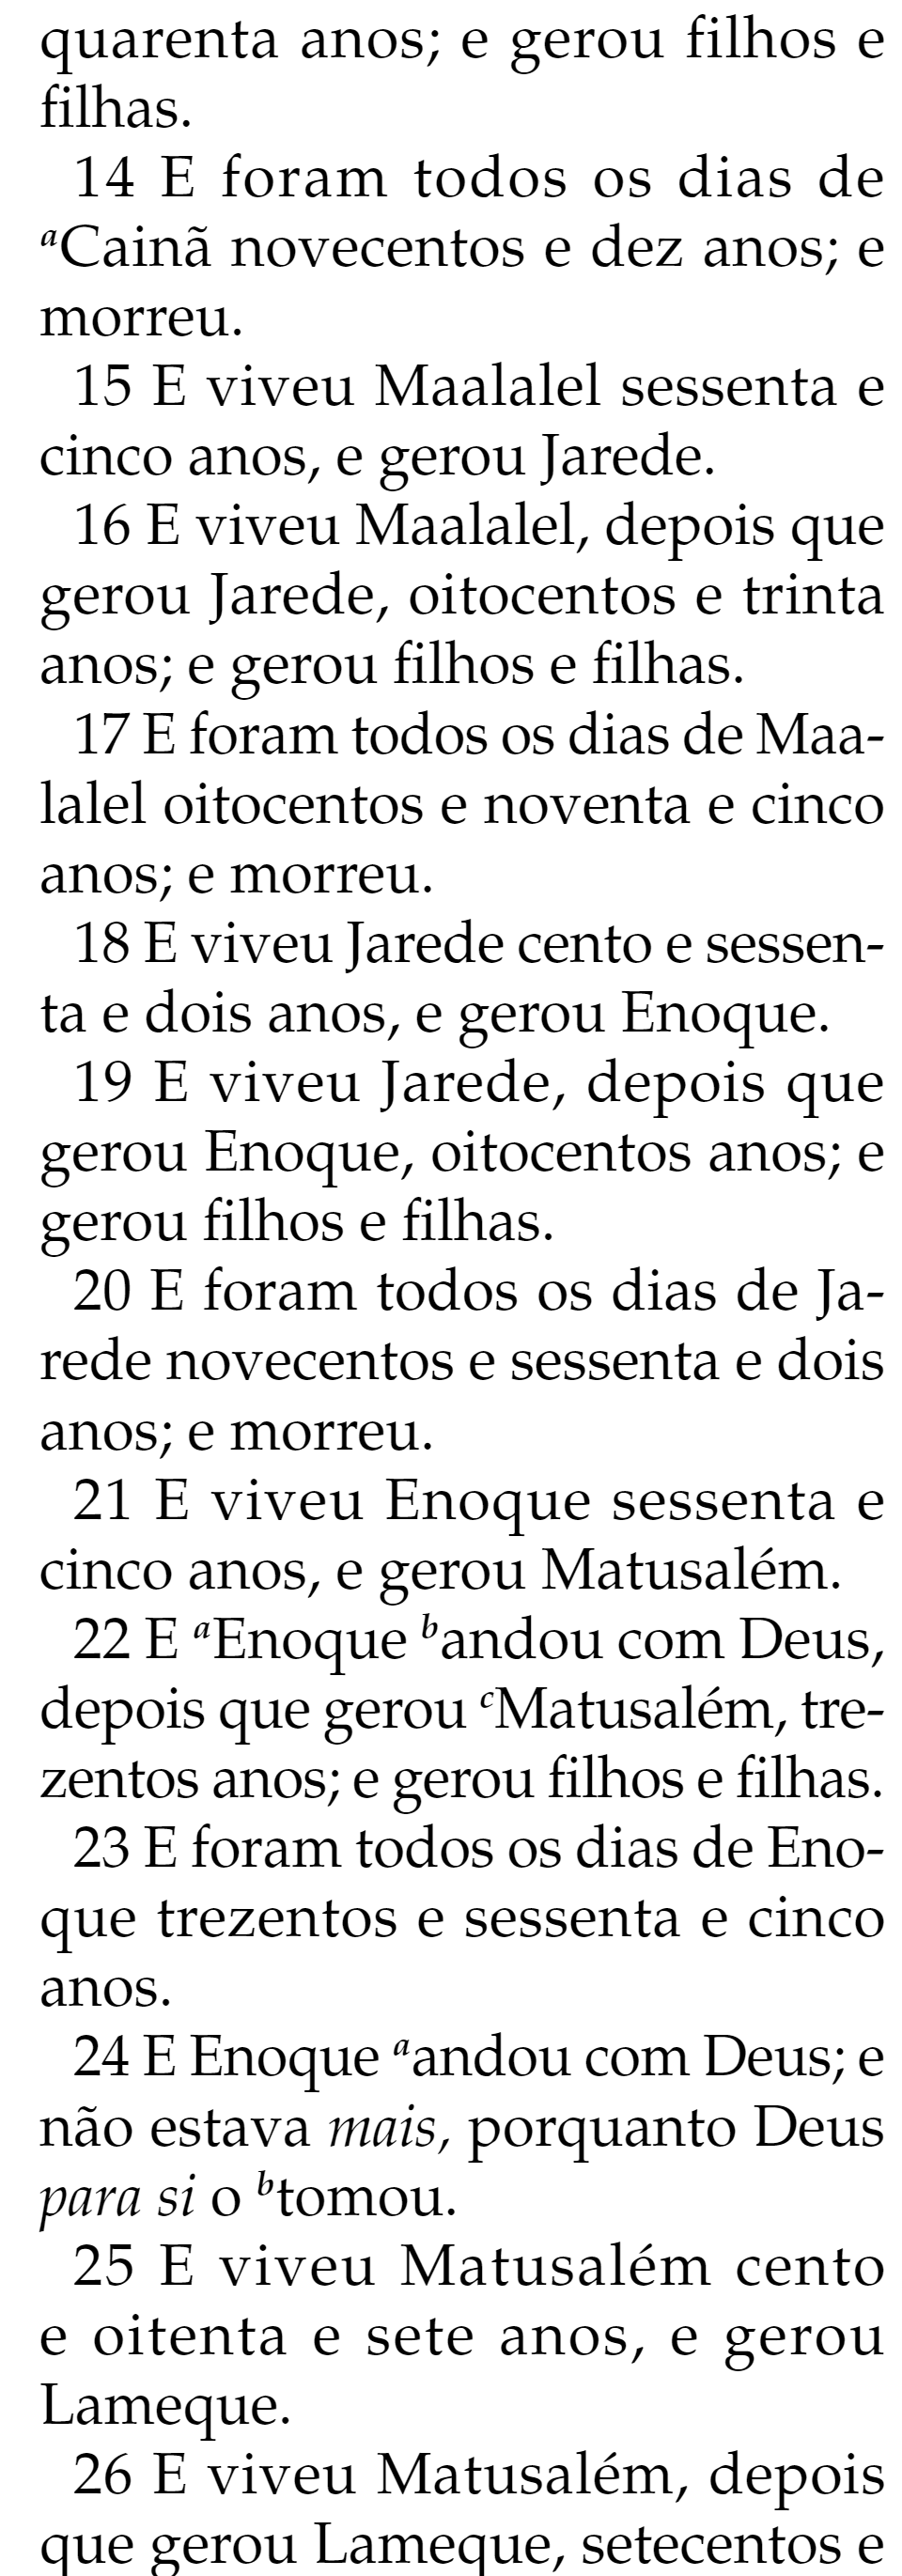 quarenta anos; e gerou filhos e
filhas.
14 E foram todos os dias de
aCainã novecentos e dez anos; e
morreu.
15 E viveu Maalalel sessenta e
cinco anos, e gerou Jarede.
16 E viveu Maalalel, depois que
gerou Jarede, oitocentos e trinta
anos; e gerou filhos e filhas.
17 E foram todos os dias de Maa-
lalel oitocentos e noventa e cinco
anos; e morreu.
18 E viveu Jarede cento e sessen-
ta e dois anos, e gerou Enoque.
19 E viveu Jarede, depois que
gerou Enoque, oitocentos anos; e
gerou filhos e filhas.
20 E foram todos os dias de Ja-
rede novecentos e sessenta e dois
anos; e morreu.
21 E viveu Enoque sessenta e
cinco anos, e gerou Matusalém.
22 E aEnoque bandou com Deus,
depois que gerou cMatusalém, tre-
zentos anos; e gerou filhos e filhas.
23 E foram todos os dias de Eno-
que trezentos e sessenta e cinco
anos.
24 E Enoque aandou com Deus; e
não estava mais, porquanto Deus
para si o btomou.
25 E viveu Matusalém cento
e oitenta e sete anos, e gerou
Lameque.
26 E viveu Matusalém, depois
que gerou Lameque, setecentos e